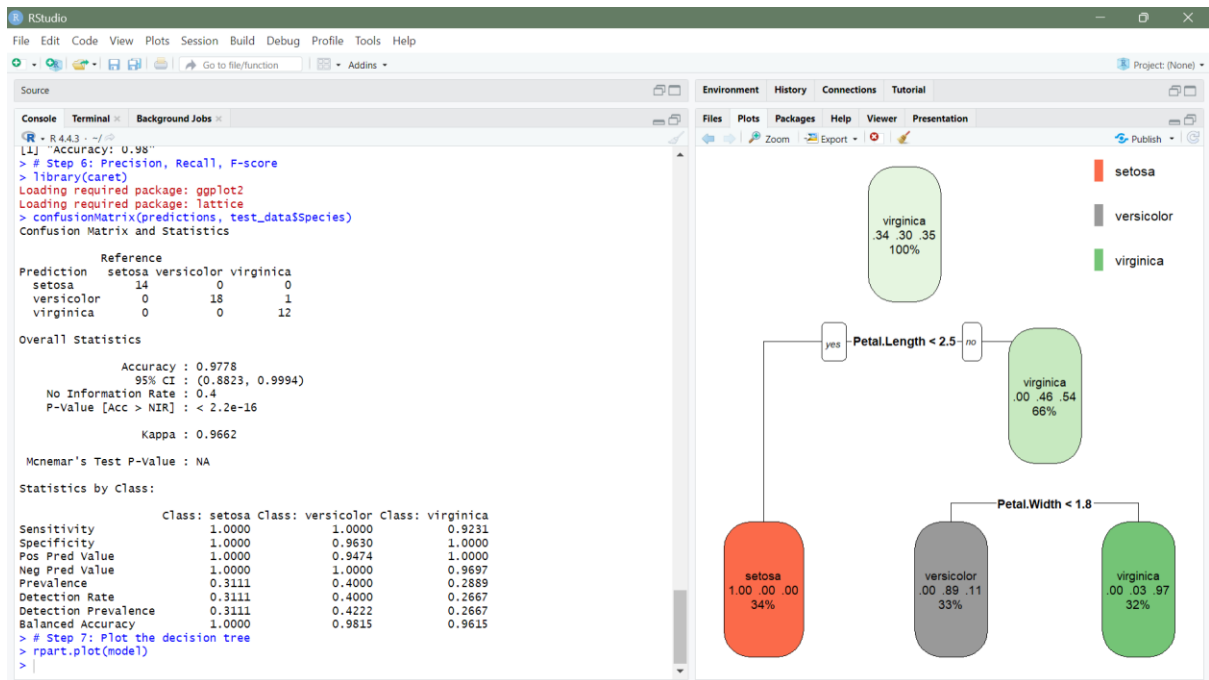 RStudio
File Edit Code View Plots Session Build Debug Profile Tools Help
Go to file/function Addins Project: (None)
Source
Console Terminal Background Jobs
R 4.4.3 · ~/
[1] "Accuracy: 0.98"
> # Step 6: Precision, Recall, F-score
> library(caret)
Loading required package: ggplot2
Loading required package: lattice
> confusionMatrix(predictions, test_data$Species)
Confusion Matrix and Statistics
Reference
Prediction setosa versicolor virginica
setosa 14 0 0
versicolor 0 18 1
virginica 0 0 12
Overall Statistics
Accuracy : 0.9778
95% CI : (0.8823, 0.9994)
No Information Rate : 0.4
P-Value [Acc > NIR] : < 2.2e-16
Kappa : 0.9662
Mcnemar's Test P-Value : NA
Statistics by Class:
Class: setosa Class: versicolor Class: virginica
Sensitivity 1.0000 1.0000 0.9231
Specificity 1.0000 0.9630 1.0000
Pos Pred Value 1.0000 0.9474 1.0000
Neg Pred Value 1.0000 1.0000 0.9697
Prevalence 0.3111 0.4000 0.2889
Detection Rate 0.3111 0.4000 0.2667
Detection Prevalence 0.3111 0.4222 0.2667
Balanced Accuracy 1.0000 0.9815 0.9615
> # Step 7: Plot the decision tree
> rpart.plot(model)
>
Environment History Connections Tutorial
Files Plots Packages Help Viewer Presentation
Zoom Export Publish
setosa
versicolor
virginica
virginica
.34 .30 .35
100%
yes Petal.Length < 2.5 no
virginica
.00 .46 .54
66%
Petal.Width < 1.8
setosa
1.00 .00 .00
34%
versicolor
.00 .89 .11
33%
virginica
.00 .03 .97
32%